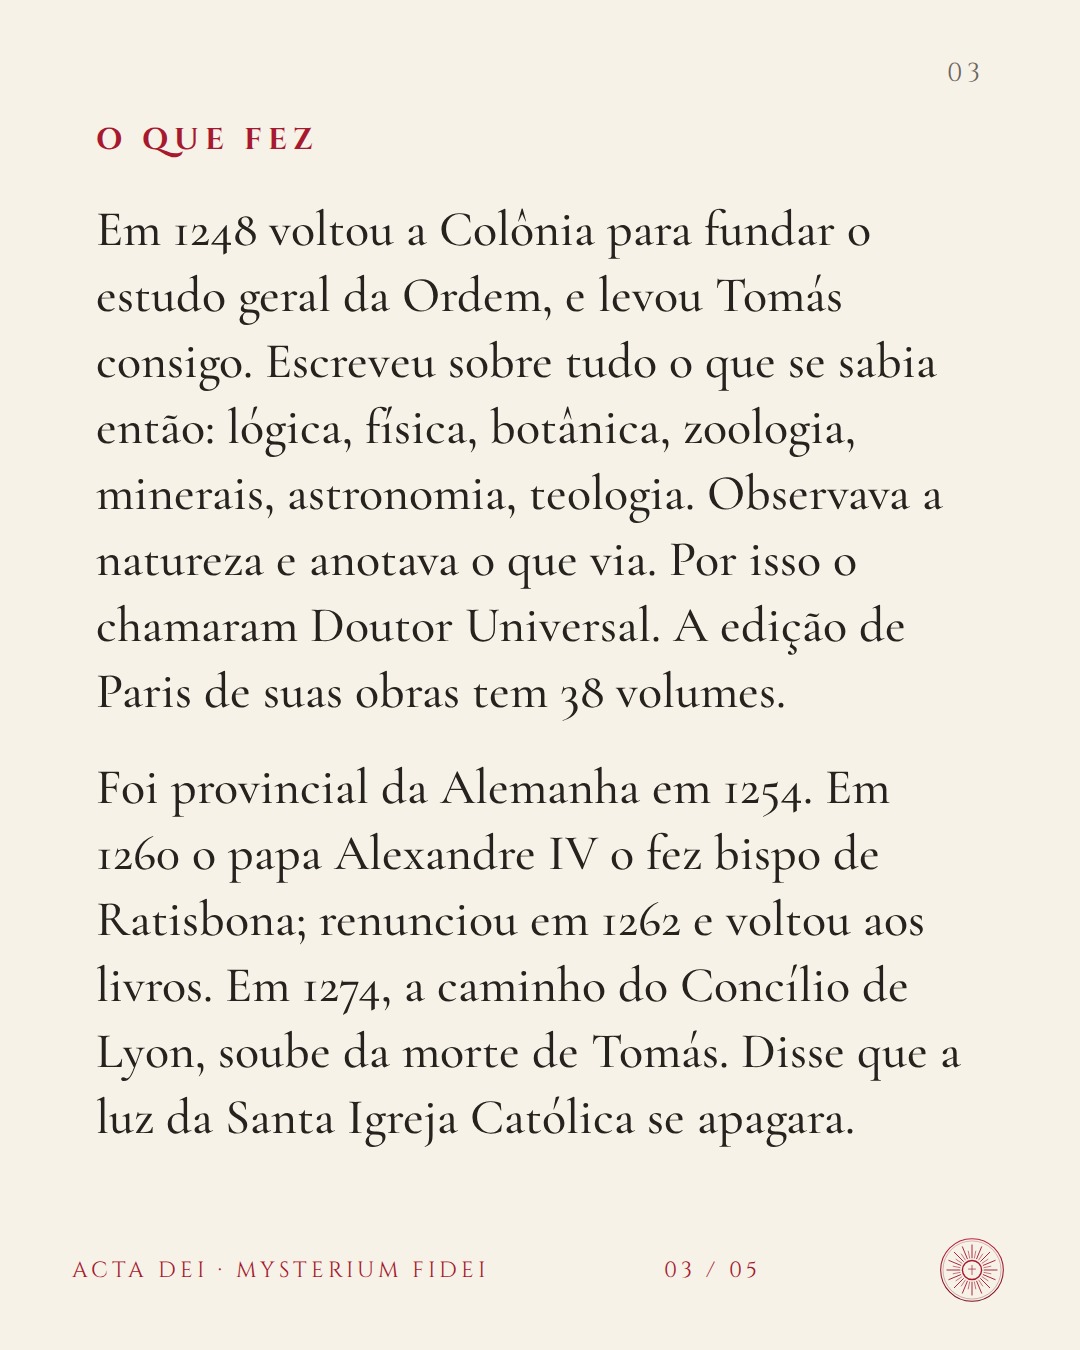 03
O QUE FEZ
Em 1248 voltou a Colônia para fundar o
estudo geral da Ordem, e levou Tomás
consigo. Escreveu sobre tudo o que se sabia
então: lógica, física, botânica, zoologia,
minerais, astronomia, teologia. Observava a
natureza e anotava o que via. Por isso o
chamaram Doutor Universal. A edição de
Paris de suas obras tem 38 volumes.
Foi provincial da Alemanha em 1254. Em
1260 o papa Alexandre IV o fez bispo de
Ratisbona; renunciou em 1262 e voltou aos
livros. Em 1274, a caminho do Concílio de
Lyon, soube da morte de Tomás. Disse que a
luz da Santa Igreja Católica se apagara.
ACTA DEI · MYSTERIUM FIDEI
03 / 05